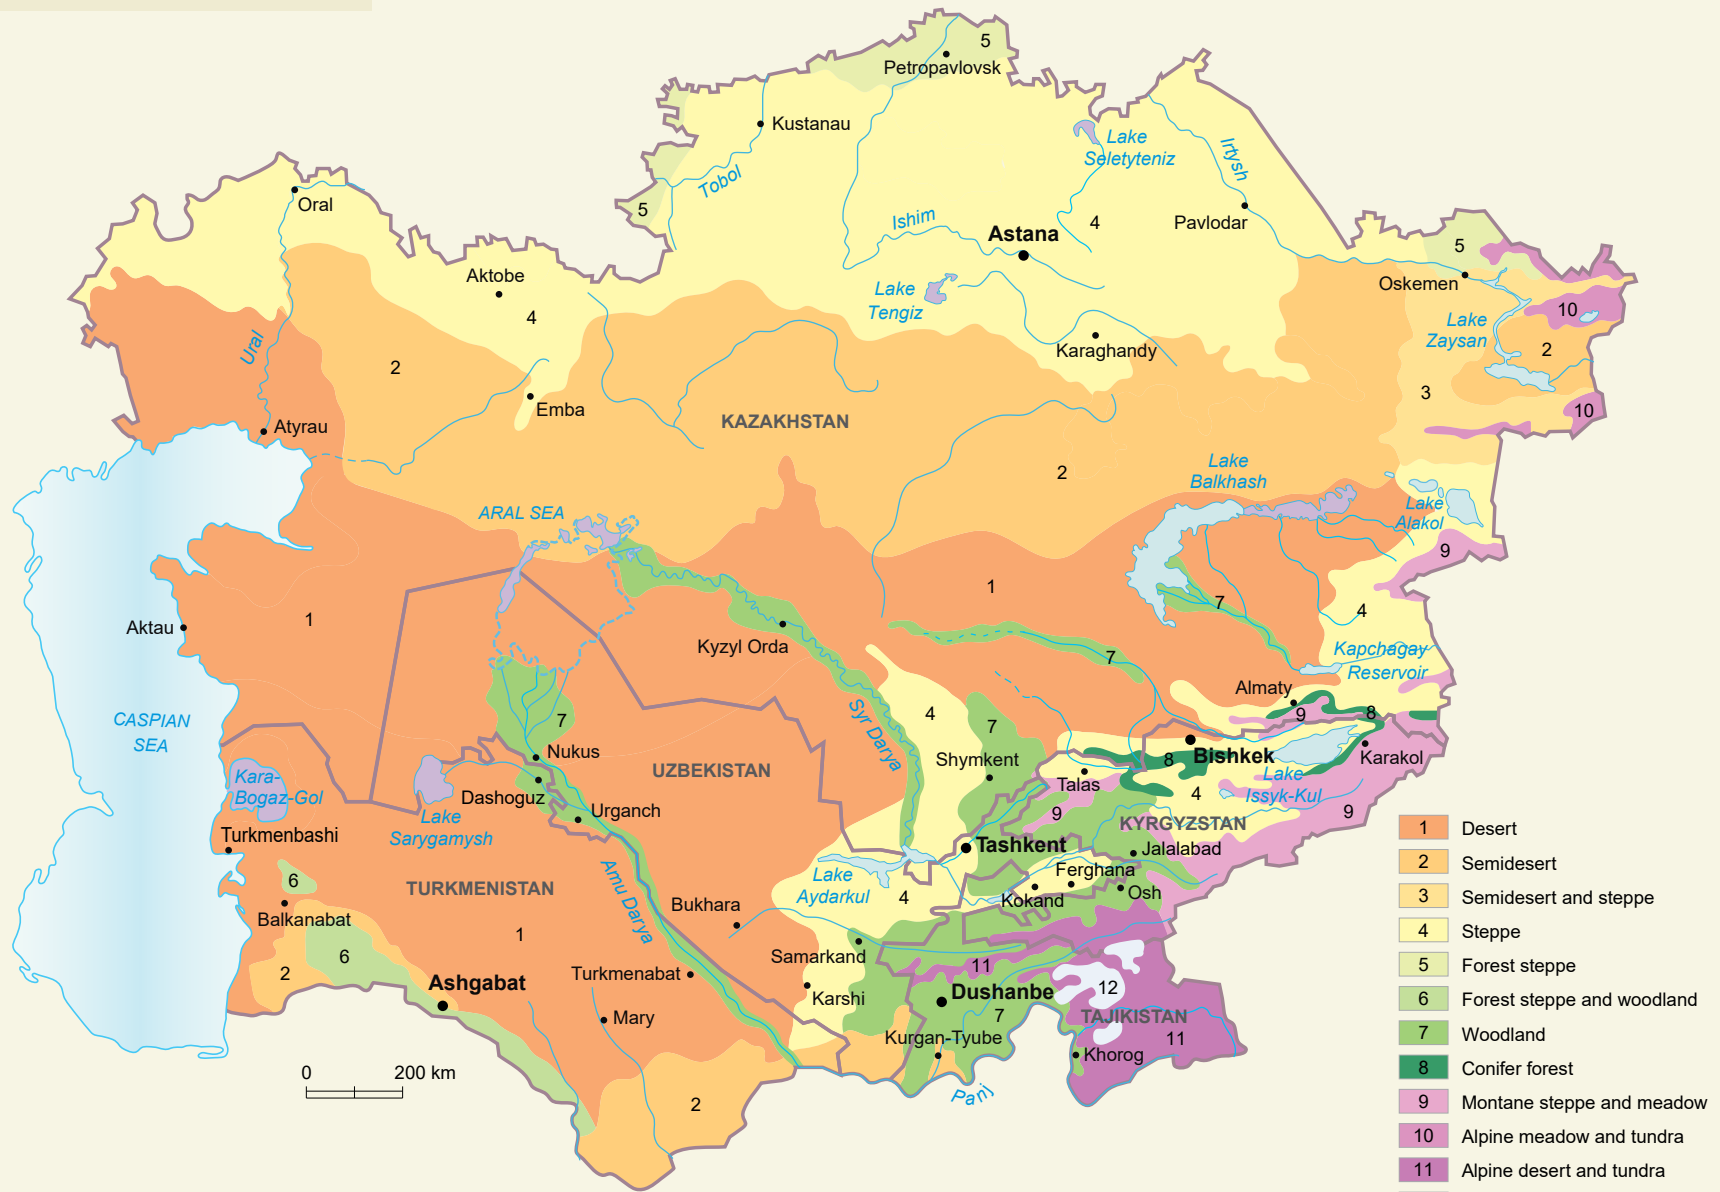 5
Petropavlovsk
Kustanau
Lake
Seletyteniz
Irtysh
Tobol
Oral
5
Ishim
4
Pavlodar
Astana
5
Aktobe
Oskemen
Lake
Tengiz
10
4
Lake
Zaysan
Ural
Karaghandy
2
2
3
Emba
10
KAZAKHSTAN
Atyrau
2
Lake
Balkhash
ARAL SEA
Lake
Alakol
9
1
7
4
1
Aktau
Kyzyl Orda
7
Kapchagay
Reservoir
Almaty
CASPIAN
SEA
Syr Darya
4
7
9
8
7
Nukus
Shymkent
8
Bishkek
Karakol
UZBEKISTAN
Kara-
Bogaz-Gol
Dashoguz
Talas
Lake
Issyk-Kul
4
Urganch
Lake
Sarygamysh
9
KYRGYZSTAN
9
Turkmenbashi
Tashkent
Jalalabad
6
TURKMENISTAN
Amu Darya
Lake
Aydarkul
4
Ferghana
Kokand
Osh
Balkanabat
Bukhara
1
6
Samarkand
2
Ashgabat
Turkmenabat
11
Karshi
Dushanbe
12
Mary
7
TAJIKISTAN
Kurgan-Tyube
11
Khorog
0 200 km
Panj
2
1 Desert
2 Semidesert
3 Semidesert and steppe
4 Steppe
5 Forest steppe
6 Forest steppe and woodland
7 Woodland
8 Conifer forest
9 Montane steppe and meadow
10 Alpine meadow and tundra
11 Alpine desert and tundra